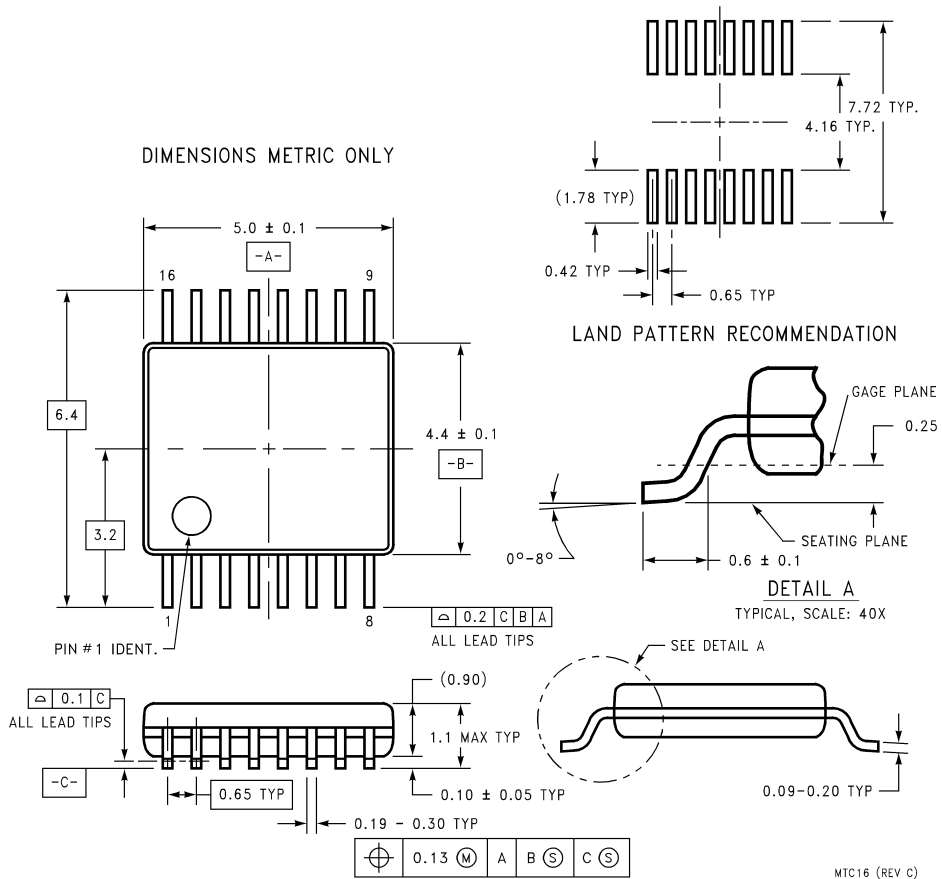 7.72 TYP.
4.16 TYP.
(1.78 TYP)
0.42 TYP
0.65 TYP
LAND PATTERN RECOMMENDATION
DIMENSIONS METRIC ONLY
5.0 ± 0.1
-A-
16
9
6.4
3.2
4.4 ± 0.1
-B-
1
8
PIN #1 IDENT.
⌓ 0.2 C B A
ALL LEAD TIPS
GAGE PLANE
0.25
SEATING PLANE
0°-8°
0.6 ± 0.1
DETAIL A
TYPICAL, SCALE: 40X
SEE DETAIL A
0.09-0.20 TYP
⌓ 0.1 C
ALL LEAD TIPS
(0.90)
1.1 MAX TYP
-C-
0.65 TYP
0.10 ± 0.05 TYP
0.19 - 0.30 TYP
⌖ 0.13 Ⓜ A B Ⓢ C Ⓢ
MTC16 (REV C)